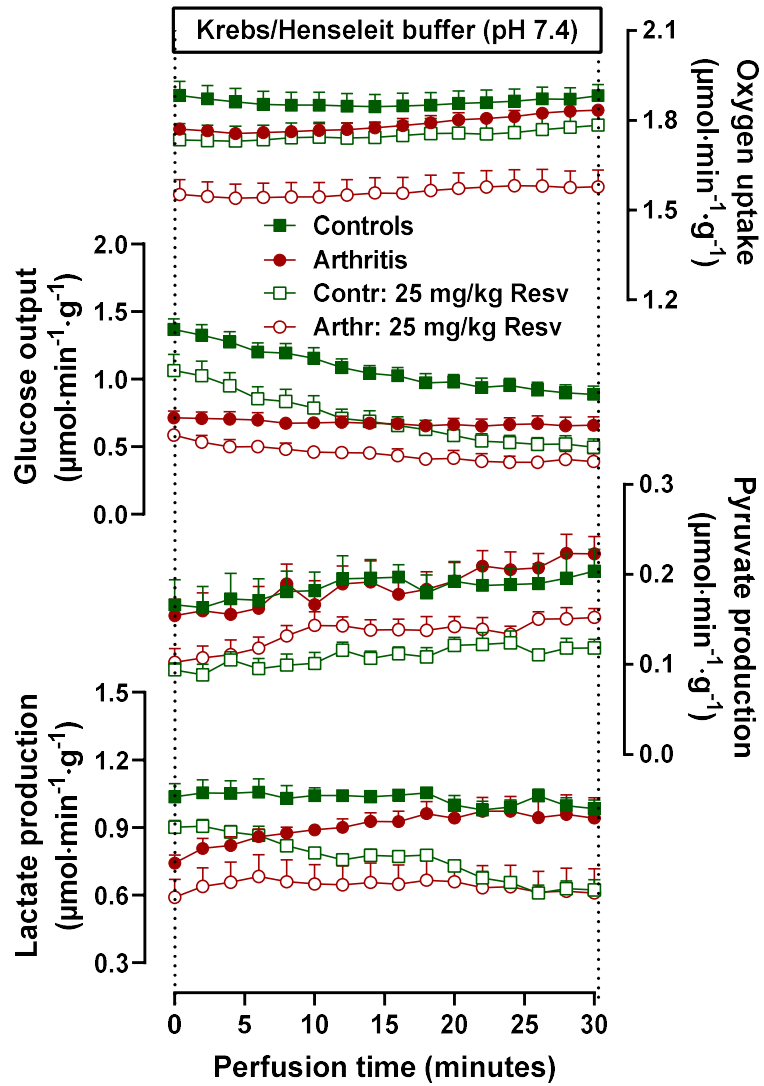 Krebs/Henseleit buffer (pH 7.4)
2.1
1.8
1.5
1.2
Oxygen uptake
(µmol·min⁻¹·g⁻¹)
Controls
Arthritis
Contr: 25 mg/kg Resv
Arthr: 25 mg/kg Resv
Glucose output
(µmol·min⁻¹·g⁻¹)
2.0
1.5
1.0
0.5
0.0
0.3
0.2
0.1
0.0
Pyruvate production
(µmol·min⁻¹·g⁻¹)
Lactate production
(µmol·min⁻¹·g⁻¹)
1.5
1.2
0.9
0.6
0.3
0 5 10 15 20 25 30
Perfusion time (minutes)